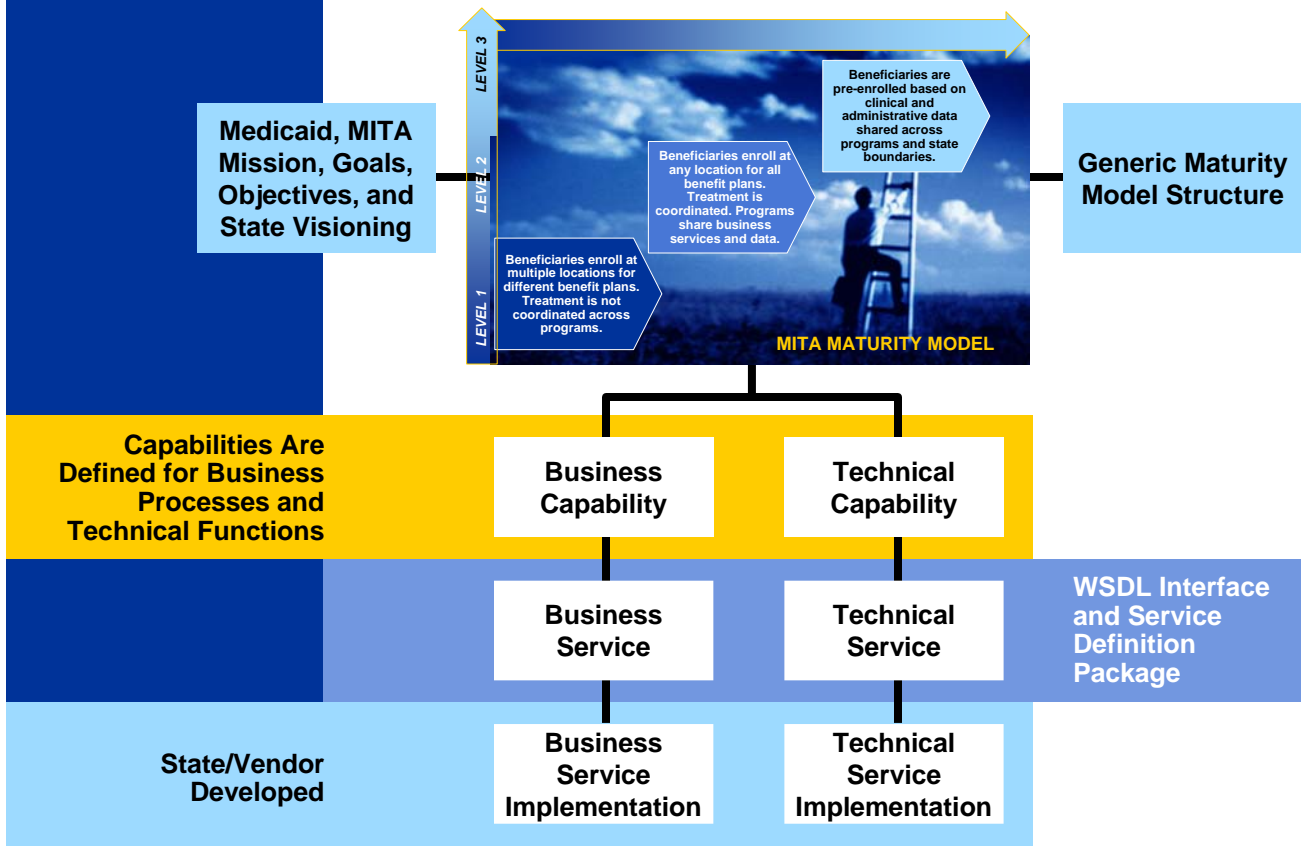 LEVEL 3
LEVEL 2
LEVEL 1
Medicaid, MITA
Mission, Goals,
Objectives, and
State Visioning
Beneficiaries are
pre-enrolled based on
clinical and
administrative data
shared across
programs and state
boundaries.
Beneficiaries enroll at
any location for all
benefit plans.
Treatment is
coordinated. Programs
share business
services and data.
Beneficiaries enroll at
multiple locations for
different benefit plans.
Treatment is not
coordinated across
programs.
MITA MATURITY MODEL
Generic Maturity
Model Structure
Capabilities Are
Defined for Business
Processes and
Technical Functions
Business
Capability
Technical
Capability
Business
Service
Technical
Service
WSDL Interface
and Service
Definition
Package
State/Vendor
Developed
Business
Service
Implementation
Technical
Service
Implementation